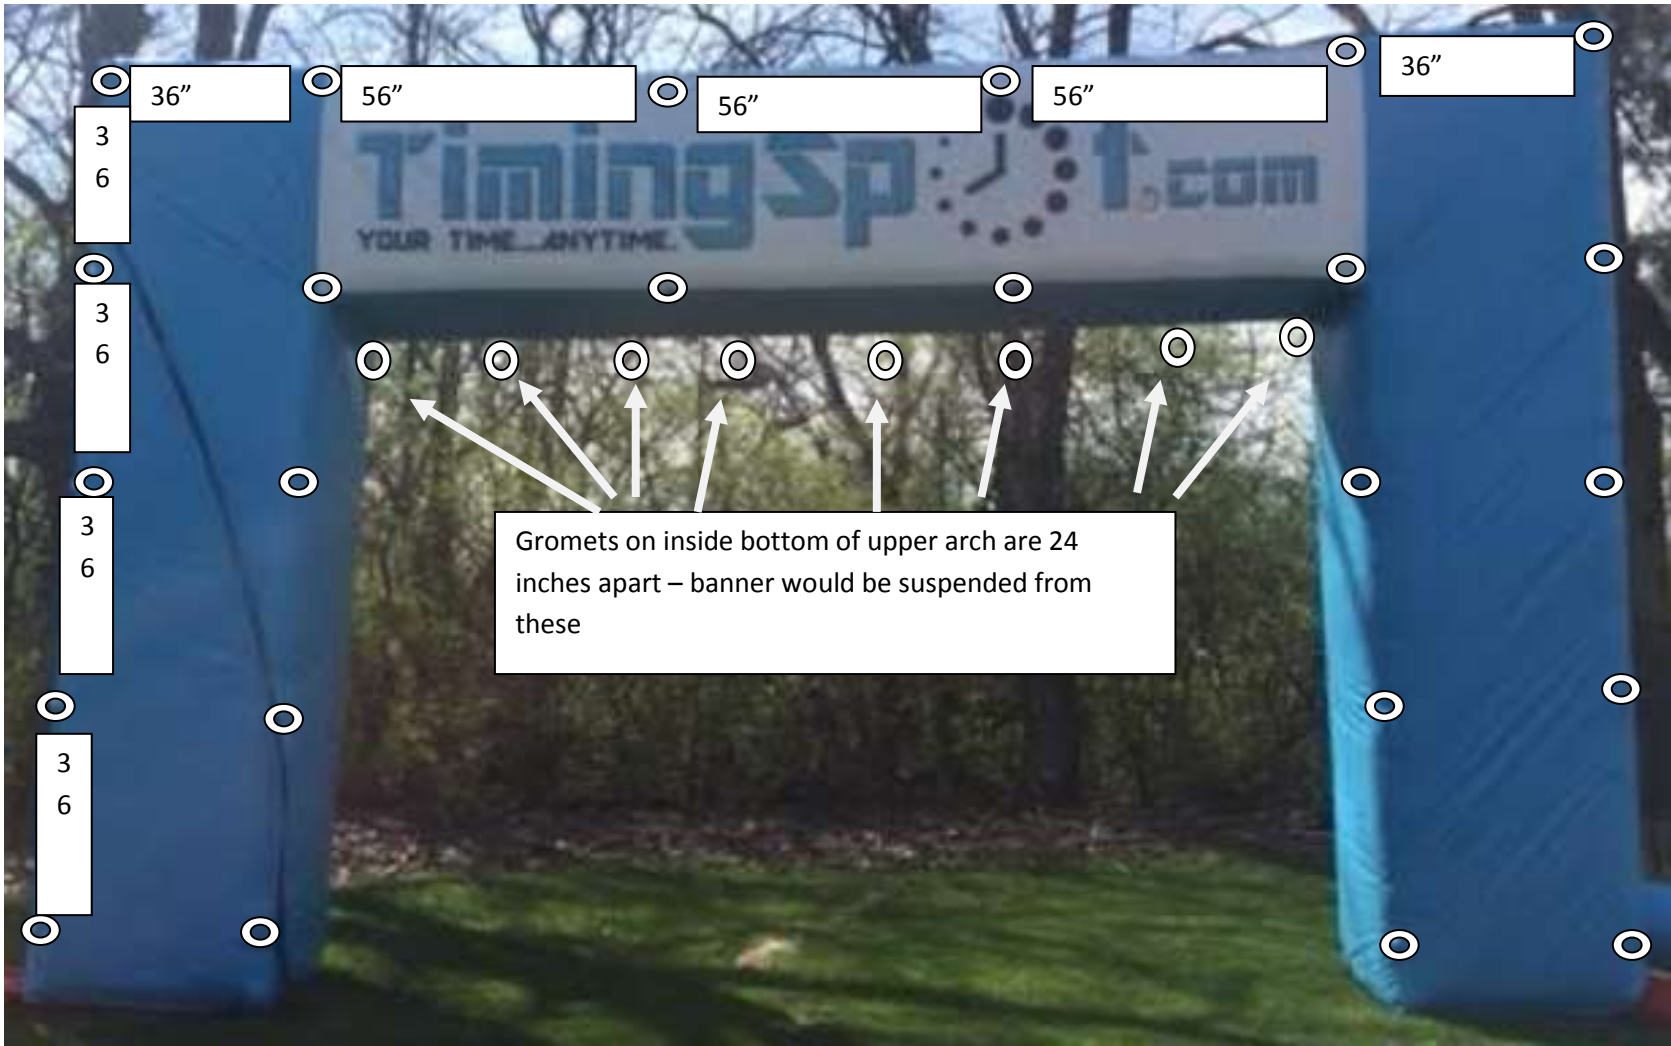 36”
56”
56”
56”
36”
TimingSpot.com
YOUR TIME...ANYTIME.
3
6
3
6
3
6
3
6
Gromets on inside bottom of upper arch are 24
inches apart – banner would be suspended from
these